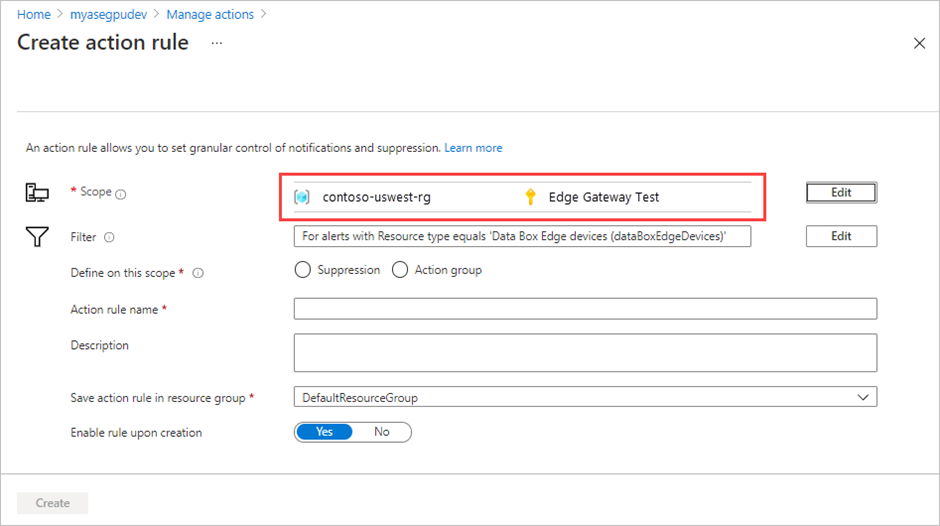 Home > myasegpudev > Manage actions >
Create action rule ...
An action rule allows you to set granular control of notifications and suppression. Learn more
* Scope
contoso-uswest-rg Edge Gateway Test Edit
Filter For alerts with Resource type equals 'Data Box Edge devices (dataBoxEdgeDevices)' Edit
Define on this scope * Suppression Action group
Action rule name *
Description
Save action rule in resource group * DefaultResourceGroup
Enable rule upon creation Yes No
Create